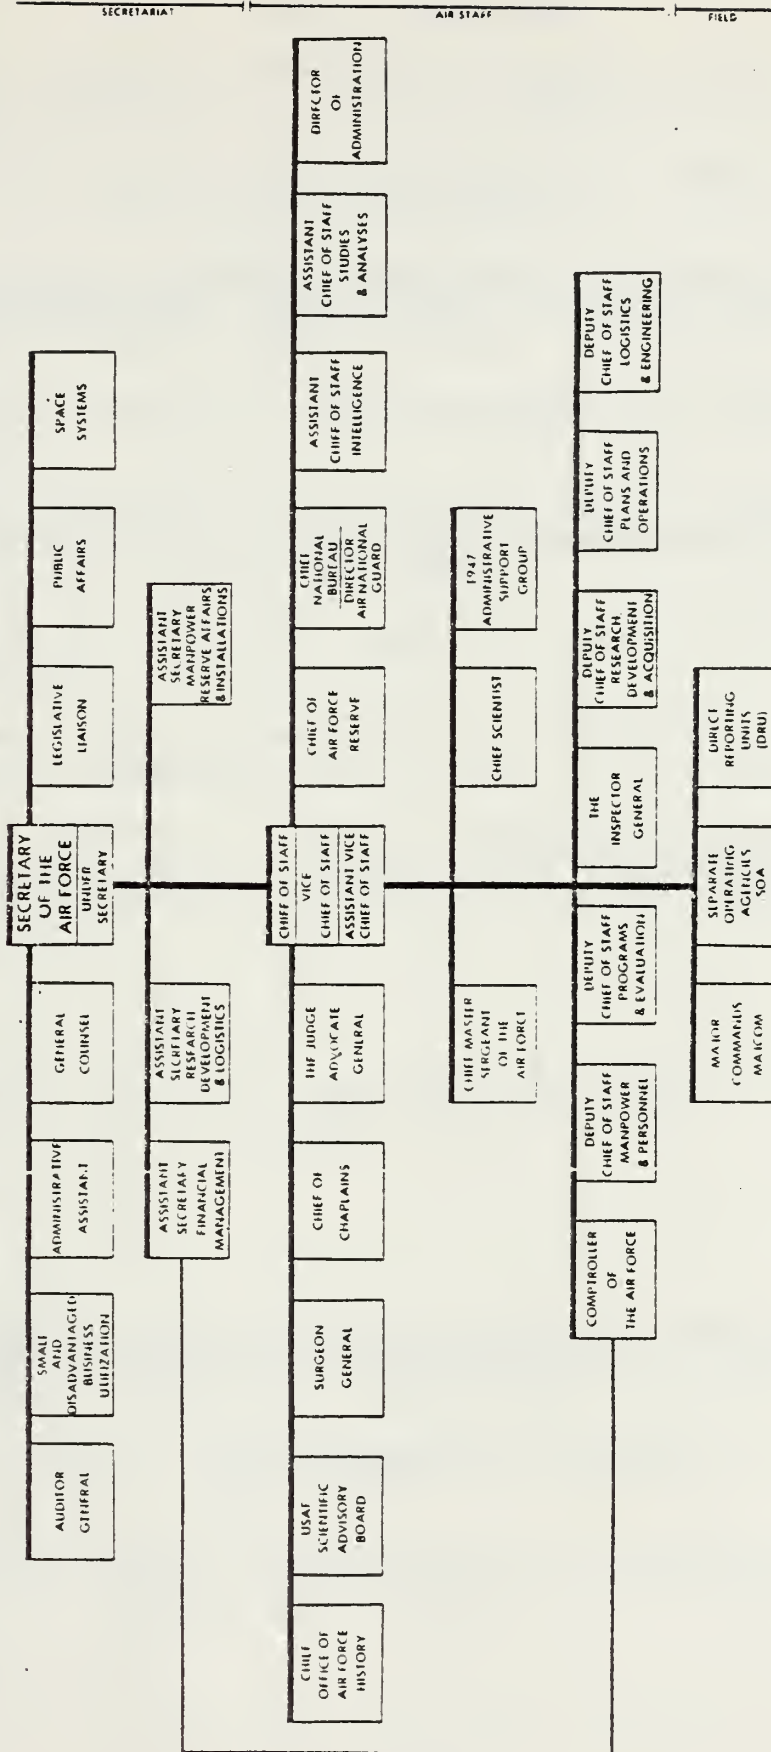 SECRETARIAT
AIR STAFF
FIELD
AUDITOR
GENERAL
SMALL
AND
DISADVANTAGED
BUSINESS
UTILIZATION
ADMINISTRATIVE
ASSISTANT
GENERAL
COUNSEL
SECRETARY
OF THE
AIR FORCE
UNDER
SECRETARY
LEGISLATIVE
LIAISON
PUBLIC
AFFAIRS
SPACE
SYSTEMS
ASSISTANT
SECRETARY
FINANCIAL
MANAGEMENT
ASSISTANT
SECRETARY
RESEARCH
DEVELOPMENT
& LOGISTICS
ASSISTANT
SECRETARY
MANPOWER
RESERVE AFFAIRS
& INSTALLATIONS
CHIEF
OFFICE OF
AIR FORCE
HISTORY
USAF
SCIENTIFIC
ADVISORY
BOARD
SURGEON
GENERAL
CHIEF OF
CHAPLAINS
THE JUDGE
ADVOCATE
GENERAL
CHIEF OF STAFF
VICE
CHIEF OF STAFF
ASSISTANT VICE
CHIEF OF STAFF
CHIEF OF
AIR FORCE
RESERVE
CHIEF
NATIONAL
BUREAU
DIRECTOR
AIR NATIONAL
GUARD
ASSISTANT
CHIEF OF STAFF
INTELLIGENCE
ASSISTANT
CHIEF OF STAFF
STUDIES
& ANALYSES
DIRECTOR
OF
ADMINISTRATION
CHIEF MASTER
SERGEANT
OF THE
AIR FORCE
CHIEF SCIENTIST
1947
ADMINISTRATIVE
SUPPORT
GROUP
COMPTROLLER
OF
THE AIR FORCE
DEPUTY
CHIEF OF STAFF
MANPOWER
& PERSONNEL
DEPUTY
CHIEF OF STAFF
PROGRAMS
& EVALUATION
THE
INSPECTOR
GENERAL
DEPUTY
CHIEF OF STAFF
RESEARCH,
DEVELOPMENT
& ACQUISITION
DEPUTY
CHIEF OF STAFF
PLANS AND
OPERATIONS
DEPUTY
CHIEF OF STAFF
LOGISTICS
& ENGINEERING
MAJOR
COMMANDS
MAJCOM
SEPARATE
OPERATING
AGENCIES
SOA
DIRECT
REPORTING
UNITS
(DRU)